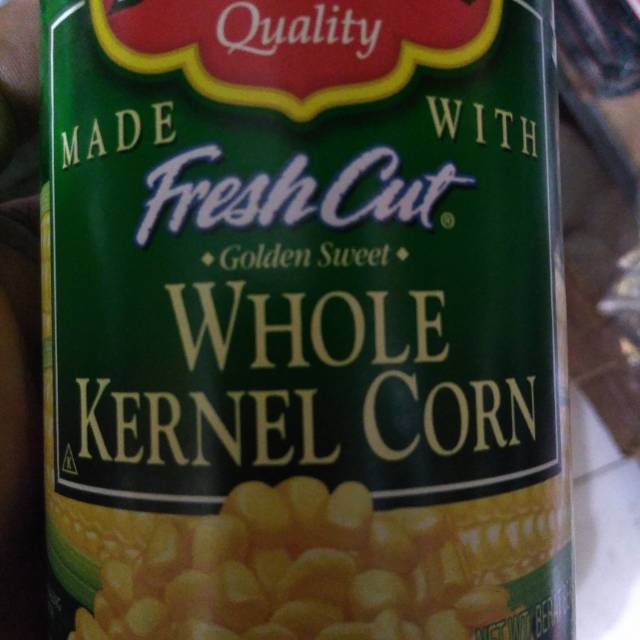 Quality
MADE WITH
Fresh Cut®
Golden Sweet
WHOLE
KERNEL CORN